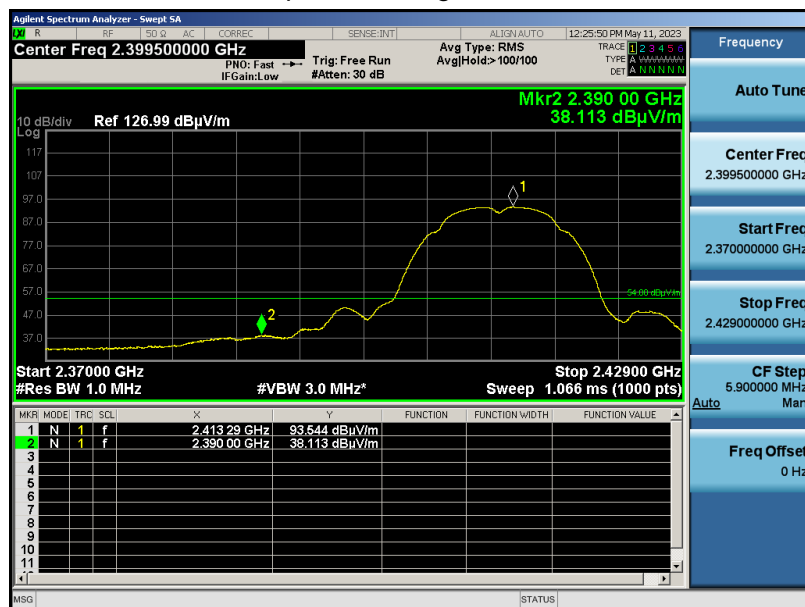 Agilent Spectrum Analyzer - Swept SA
LXI R RF 50 Ω AC CORREC SENSE:INT ALIGN AUTO 12:25:50 PM May 11, 2023
Center Freq 2.399500000 GHz
PNO: Fast
IFGain:Low
Trig: Free Run
#Atten: 30 dB
Avg Type: RMS
Avg|Hold:>100/100
TRACE 1 2 3 4 5 6
TYPE A WWWWW
DET A N N N N N
Mkr2 2.390 00 GHz
38.113 dBµV/m
10 dB/div Ref 126.99 dBµV/m
Log
117
107
97.0
87.0
77.0
67.0
57.0
47.0
37.0
1
2
54.00 dBµV/m
Start 2.37000 GHz Stop 2.42900 GHz
#Res BW 1.0 MHz #VBW 3.0 MHz* Sweep 1.066 ms (1000 pts)
MKR MODE TRC SCL X Y FUNCTION FUNCTION WIDTH FUNCTION VALUE
1 N 1 f 2.413 29 GHz 93.544 dBµV/m
2 N 1 f 2.390 00 GHz 38.113 dBµV/m
3
4
5
6
7
8
9
10
11
MSG STATUS
Frequency
Auto Tune
Center Freq
2.399500000 GHz
Start Freq
2.370000000 GHz
Stop Freq
2.429000000 GHz
CF Step
5.900000 MHz
Auto Man
Freq Offset
0 Hz